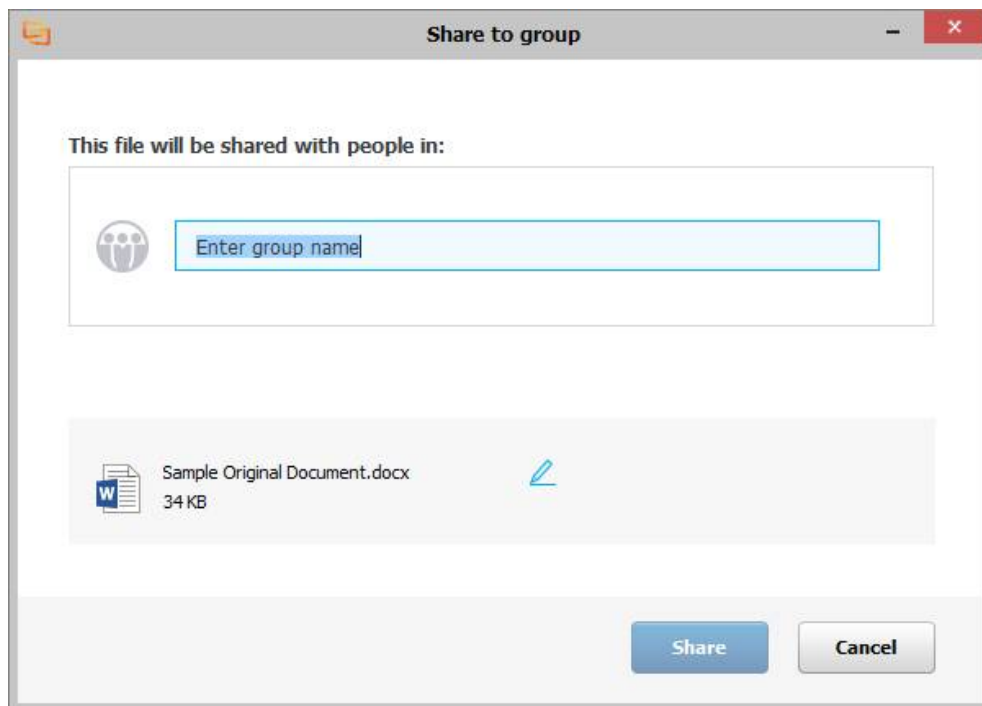 Share to group
This file will be shared with people in:
Enter group name
W
Sample Original Document.docx
34 KB
Share
Cancel